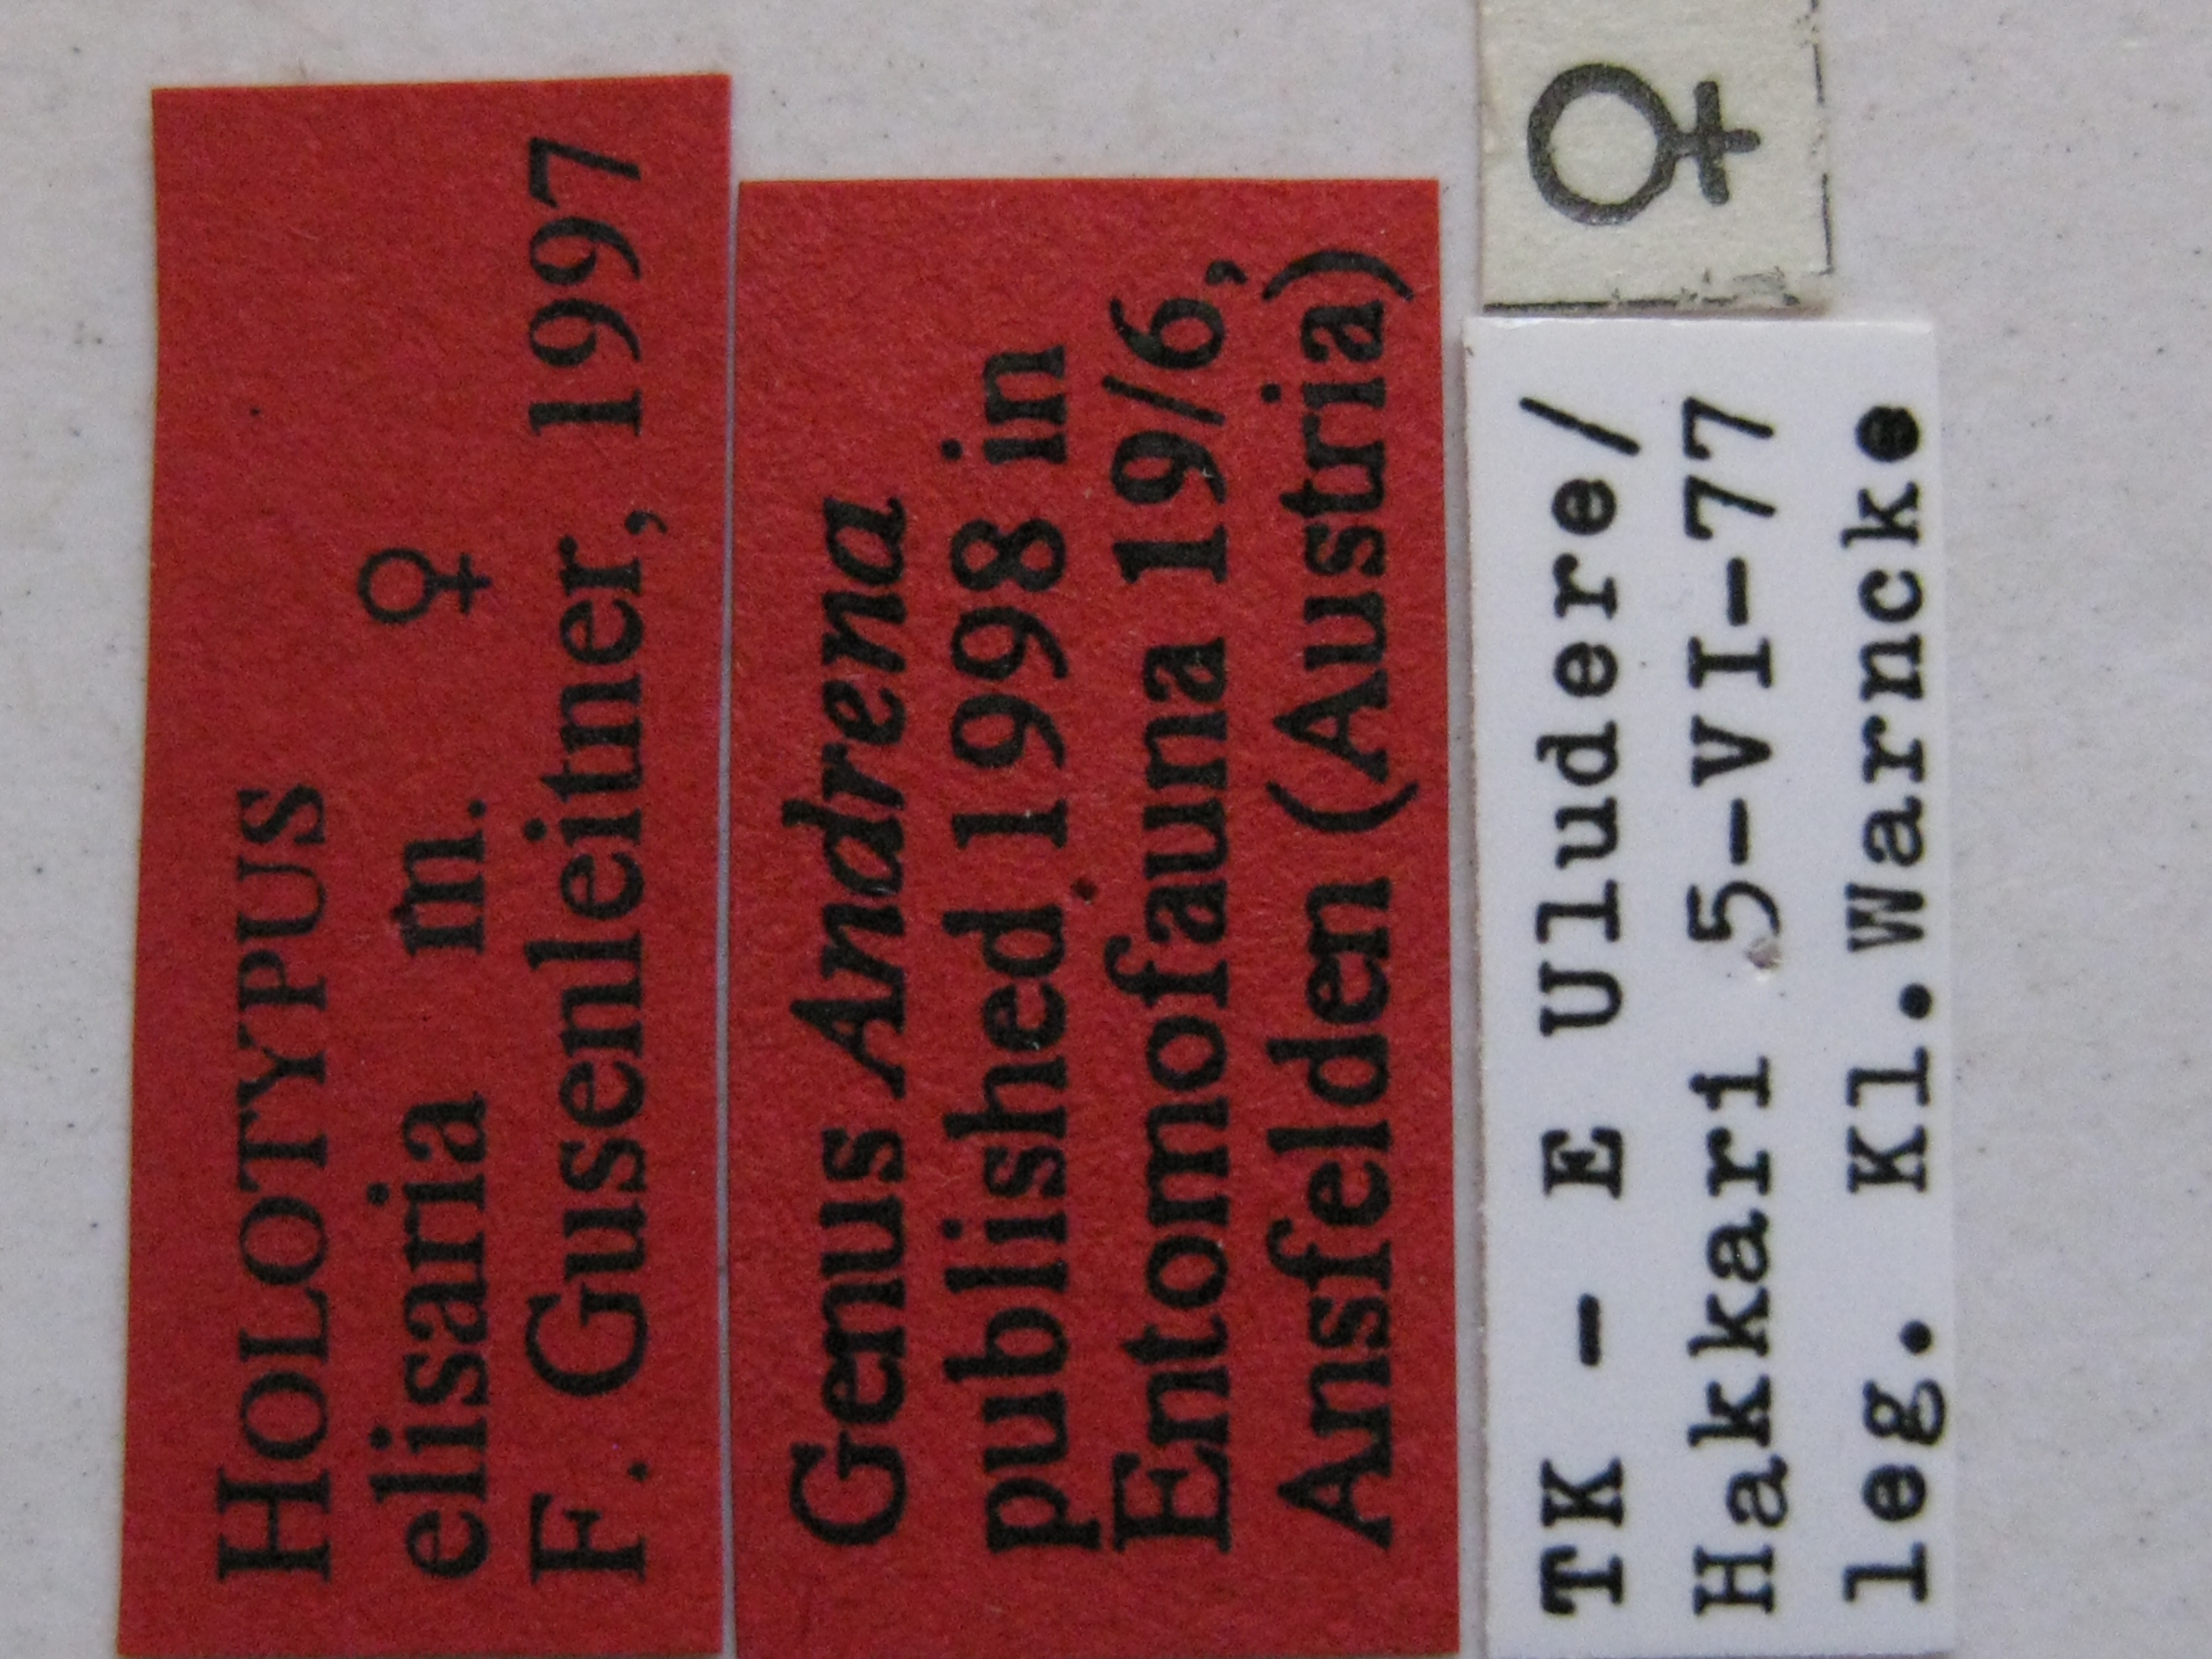 HOLOTYPUS
elisaria m. ♀
F. Gusenleitner, 1997
Genus Andrena
published 1998 in
Entomofauna 19/6,
Ansfelden (Austria)
♀
TK - E Uludere/
Hakkari 5-VI-77
leg. Kl.Warncke